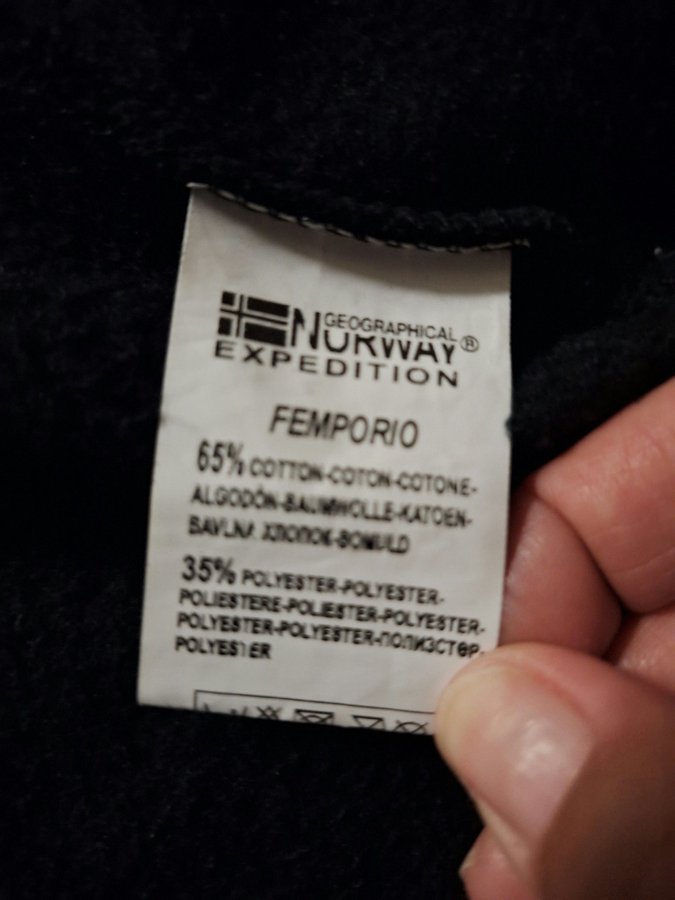 GEOGRAPHICAL
NORWAY®
EXPEDITION
FEMPORIO
65% COTTON-COTON-COTONE-
ALGODÓN-BAUMWOLLE-KATOEN-
BAVLNA ХЛОПОК-BOMULD
35% POLYESTER-POLYESTER-
POLIESTERE-POLIESTER-POLYESTER-
POLYESTER-POLYESTER-ПОЛИЭСТЕР-
POLYESTER